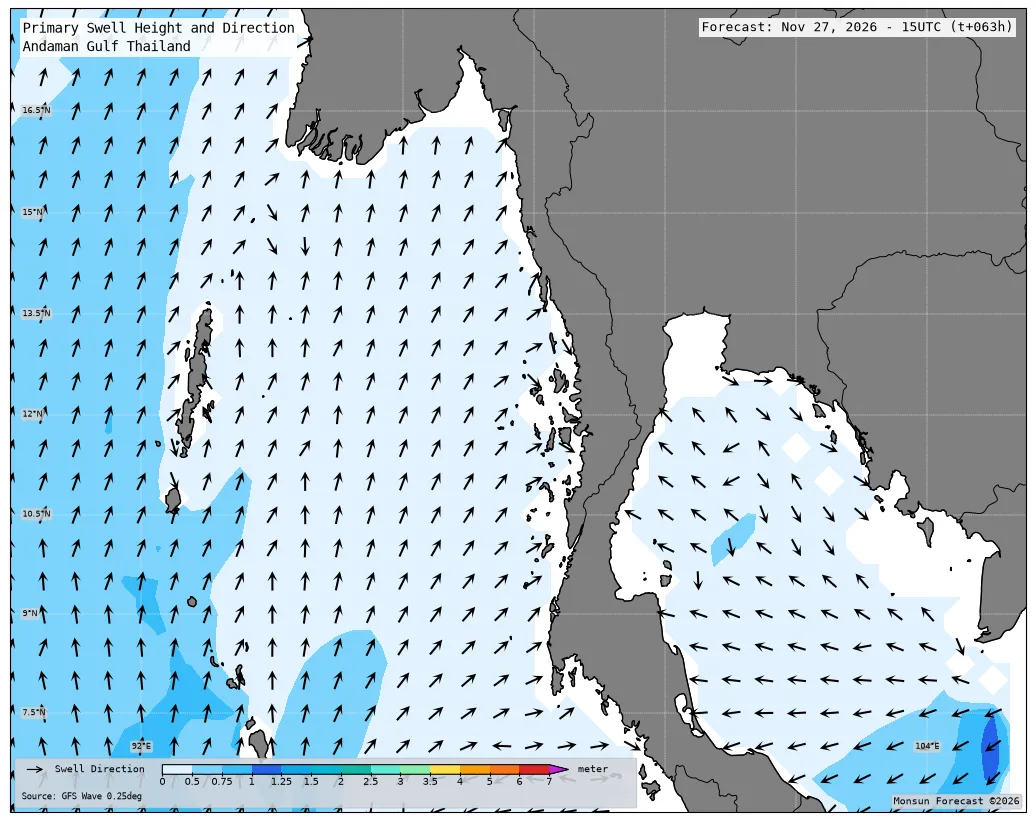 Primary Swell Height and Direction
Andaman Gulf Thailand
Forecast: Nov 27, 2026 - 15UTC (t+063h)
16.5°N
15°N
13.5°N
12°N
10.5°N
9°N
7.5°N
92°E
104°E
Swell Direction
0 0.5 0.75 1 1.25 1.5 2 2.5 3 3.5 4 5 6 7
meter
Source: GFS Wave 0.25deg
Monsun Forecast ©2026